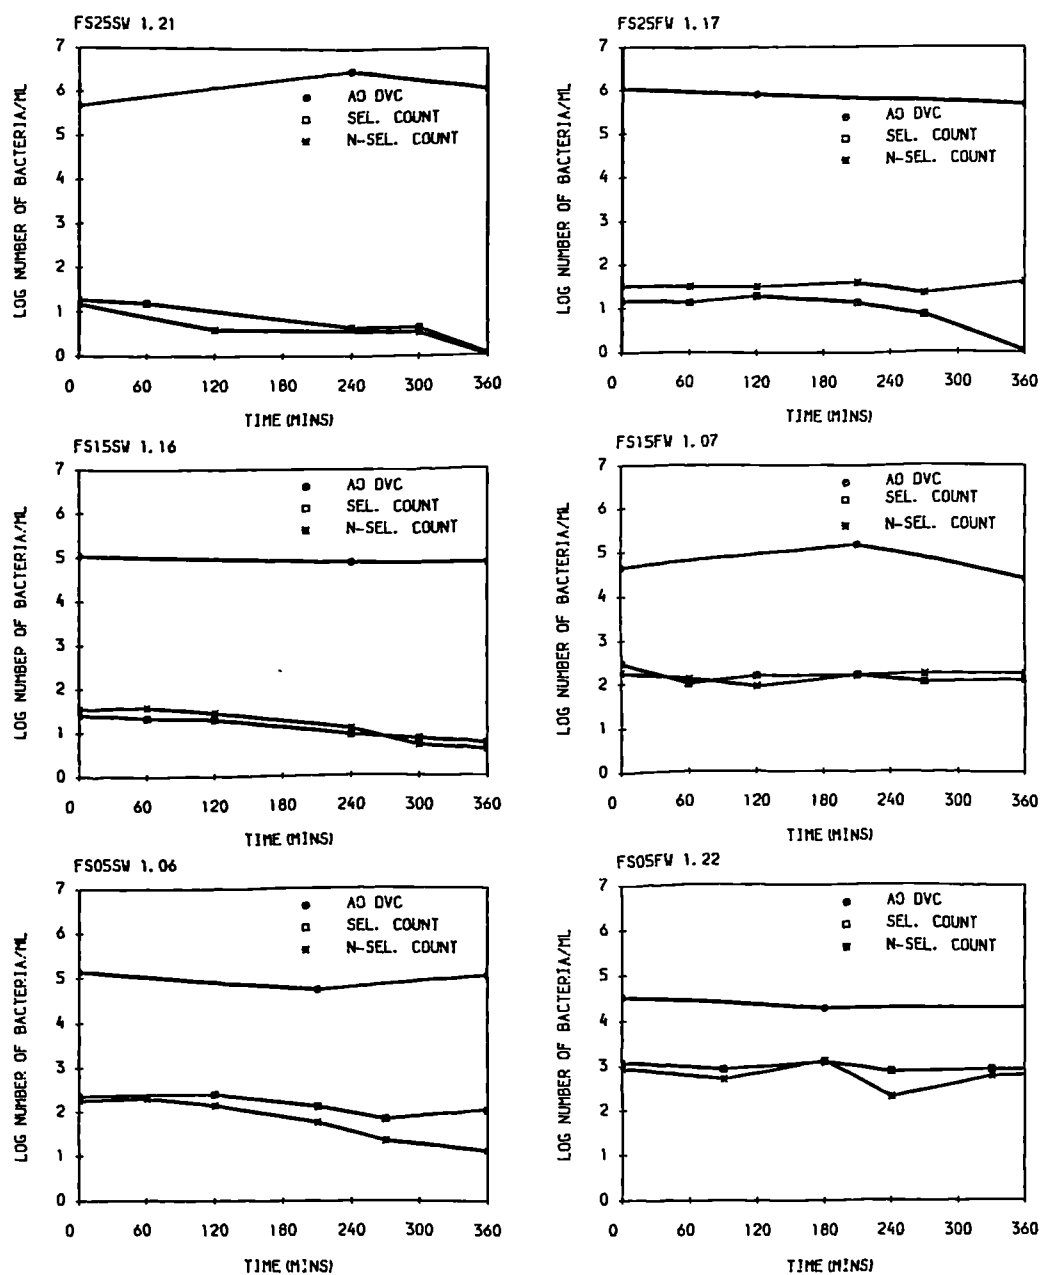 FS25SW 1.21
7
6
5
4
3
2
1
0
LOG NUMBER OF BACTERIA/ML
AO DVC
SEL. COUNT
N-SEL. COUNT
0 60 120 180 240 300 360
TIME (MINS)
FS25FW 1.17
7
6
5
4
3
2
1
0
LOG NUMBER OF BACTERIA/ML
AO DVC
SEL. COUNT
N-SEL. COUNT
0 60 120 180 240 300 360
TIME (MINS)
FS15SW 1.16
7
6
5
4
3
2
1
0
LOG NUMBER OF BACTERIA/ML
AO DVC
SEL. COUNT
N-SEL. COUNT
0 60 120 180 240 300 360
TIME (MINS)
FS15FW 1.07
7
6
5
4
3
2
1
0
LOG NUMBER OF BACTERIA/ML
AO DVC
SEL. COUNT
N-SEL. COUNT
0 60 120 180 240 300 360
TIME (MINS)
FS05SW 1.06
7
6
5
4
3
2
1
0
LOG NUMBER OF BACTERIA/ML
AO DVC
SEL. COUNT
N-SEL. COUNT
0 60 120 180 240 300 360
TIME (MINS)
FS05FW 1.22
7
6
5
4
3
2
1
0
LOG NUMBER OF BACTERIA/ML
AO DVC
SEL. COUNT
N-SEL. COUNT
0 60 120 180 240 300 360
TIME (MINS)